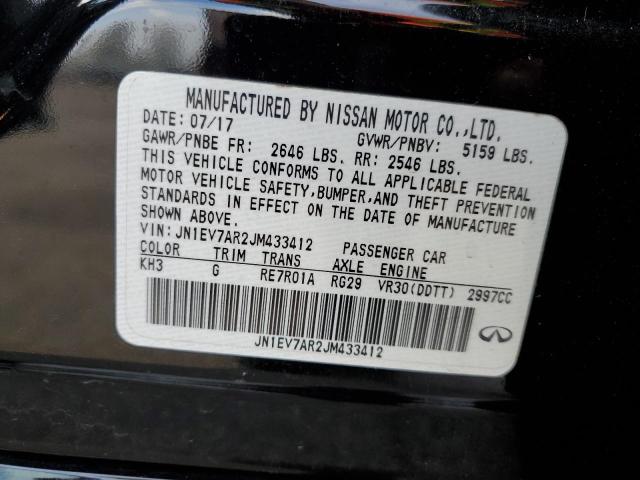 MANUFACTURED BY NISSAN MOTOR CO.,LTD.
DATE: 07/17 GVWR/PNBV: 5159 LBS.
GAWR/PNBE FR: 2646 LBS. RR: 2546 LBS.
THIS VEHICLE CONFORMS TO ALL APPLICABLE FEDERAL
MOTOR VEHICLE SAFETY, BUMPER, AND THEFT PREVENTION
STANDARDS IN EFFECT ON THE DATE OF MANUFACTURE
SHOWN ABOVE.
VIN: JN1EV7AR2JM433412 PASSENGER CAR
COLOR TRIM TRANS AXLE ENGINE
KH3 G RE7R01A RG29 VR30(DDTT) 2997CC
JN1EV7AR2JM433412